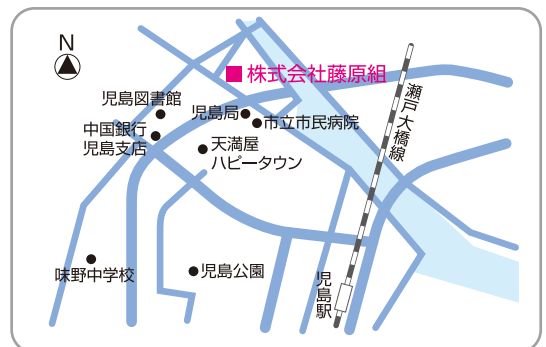 N
株式会社藤原組
瀬戸大橋線
児島図書館
児島局
市立市民病院
中国銀行
児島支店
天満屋
ハピータウン
味野中学校
児島公園
児島駅